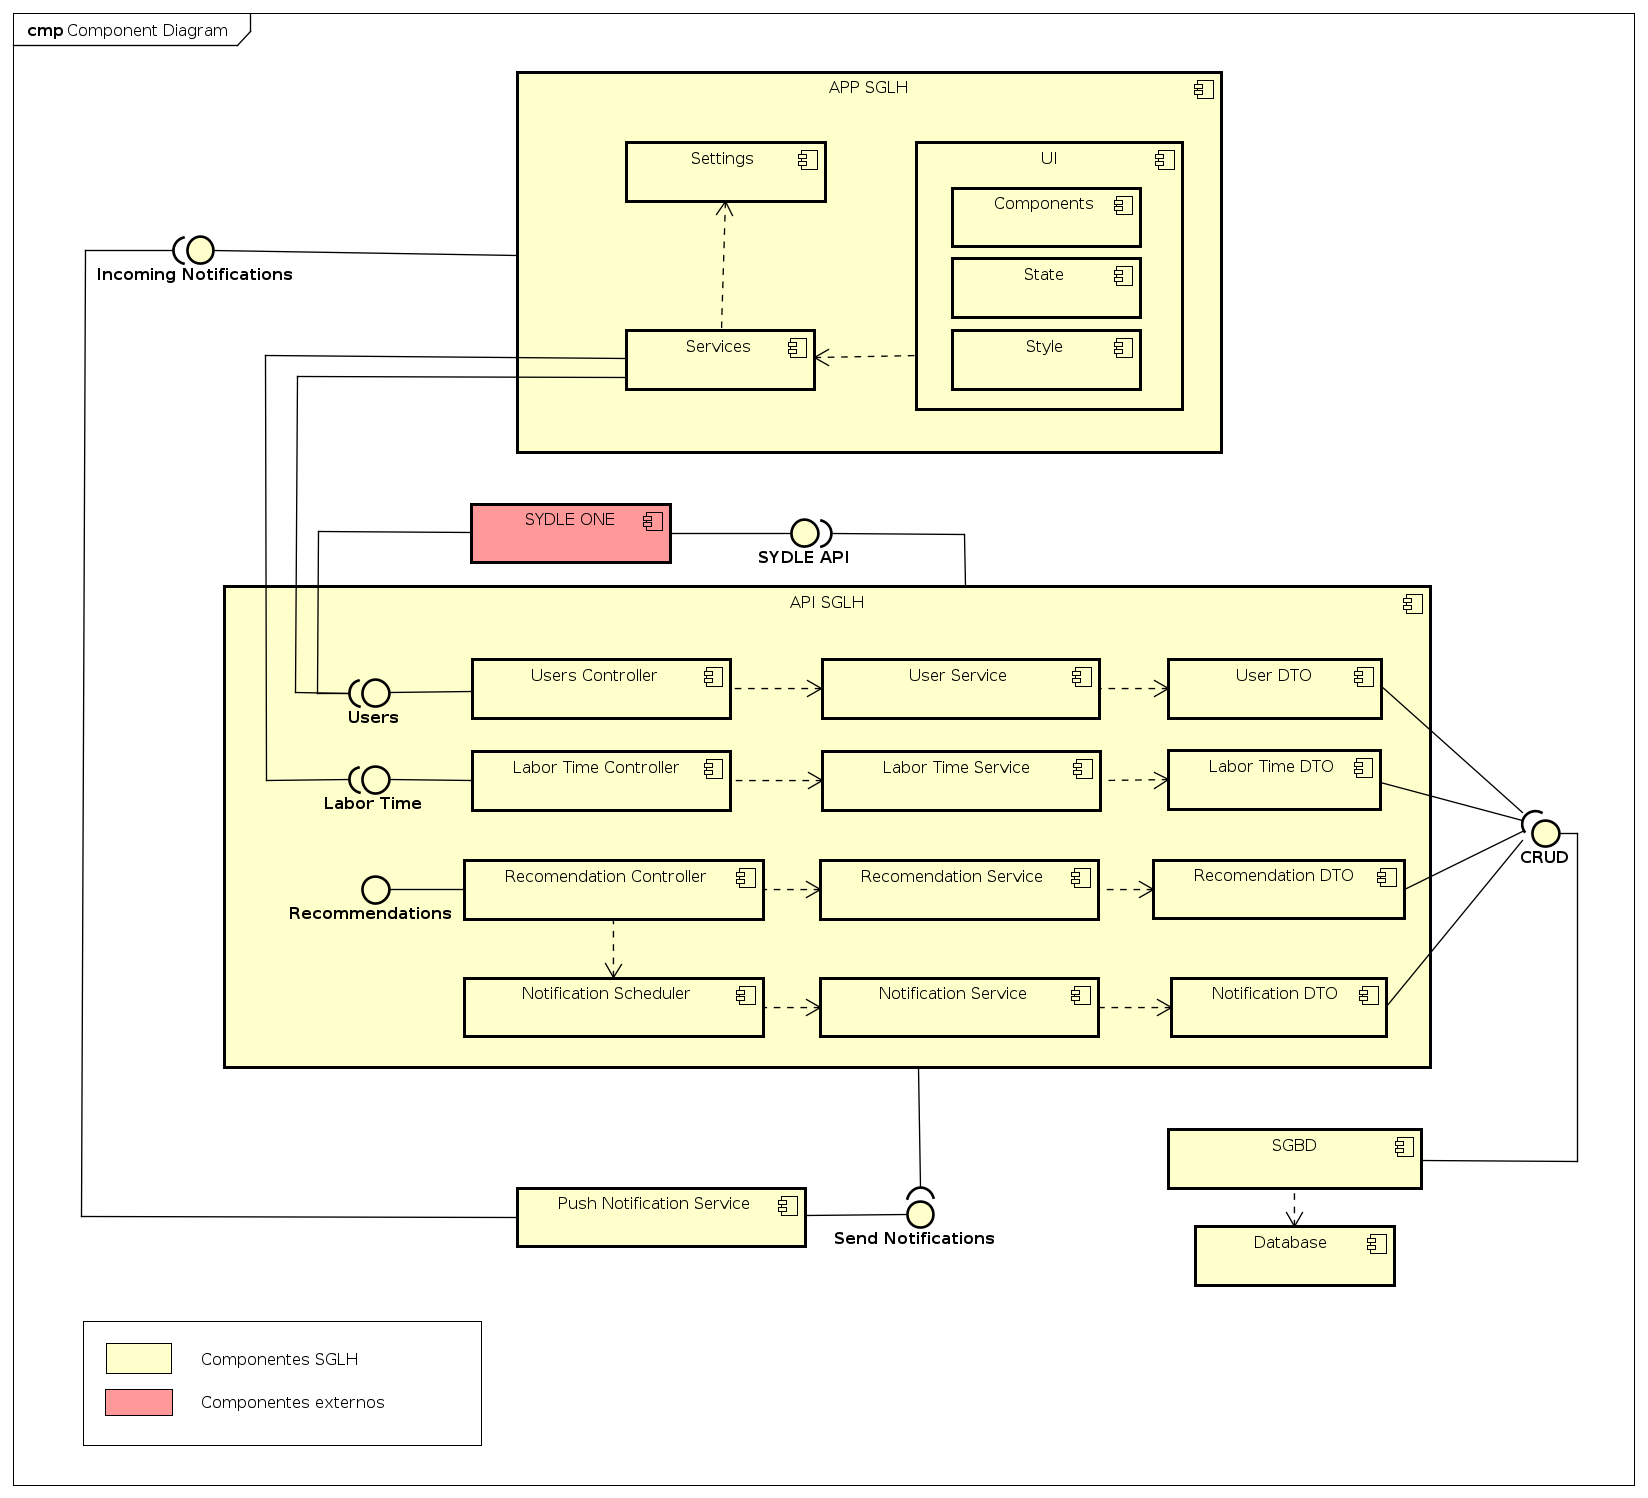 cmp Component Diagram
APP SGLH
Settings
UI
Components
State
Style
Services
Incoming Notifications
SYDLE ONE
SYDLE API
API SGLH
Users Controller
User Service
User DTO
Users
Labor Time Controller
Labor Time Service
Labor Time DTO
Labor Time
CRUD
Recomendation Controller
Recomendation Service
Recomendation DTO
Recommendations
Notification Scheduler
Notification Service
Notification DTO
SGBD
Push Notification Service
Send Notifications
Database
Componentes SGLH
Componentes externos